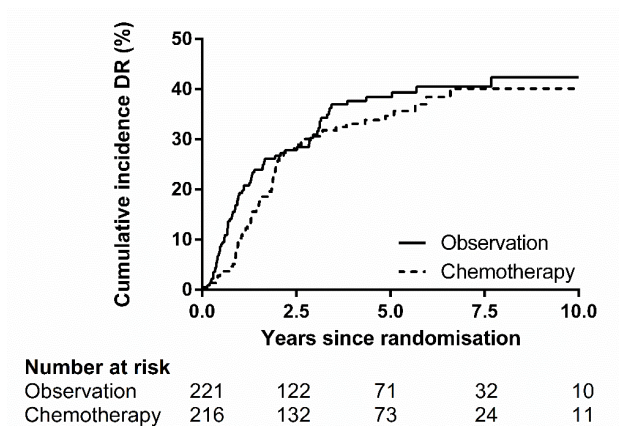 Cumulative incidence DR (%)
50
40
30
20
10
0
Observation
Chemotherapy
0.0 2.5 5.0 7.5 10.0
Years since randomisation
Number at risk
Observation 221 122 71 32 10
Chemotherapy 216 132 73 24 11